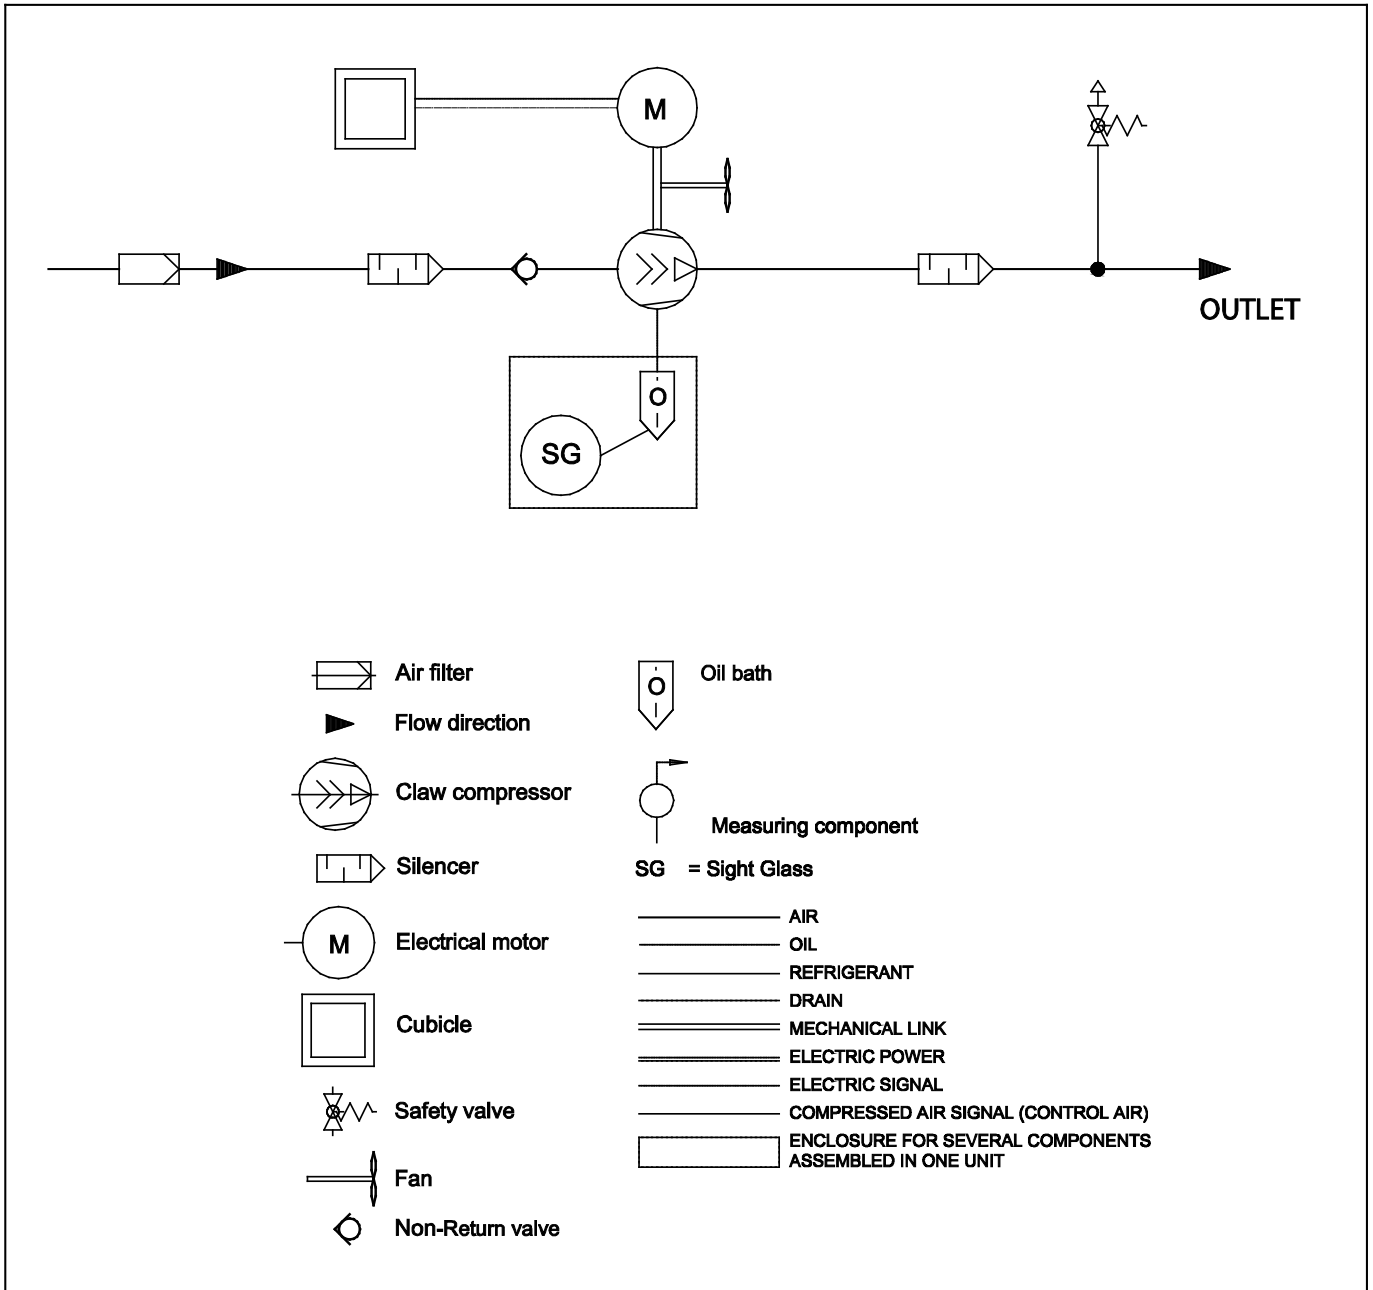 M
OUTLET
O
SG
Air filter
Flow direction
Claw compressor
Silencer
M
Electrical motor
Cubicle
Safety valve
Fan
Non-Return valve
O
Oil bath
Measuring component
SG = Sight Glass
AIR
OIL
REFRIGERANT
DRAIN
MECHANICAL LINK
ELECTRIC POWER
ELECTRIC SIGNAL
COMPRESSED AIR SIGNAL (CONTROL AIR)
ENCLOSURE FOR SEVERAL COMPONENTS
ASSEMBLED IN ONE UNIT